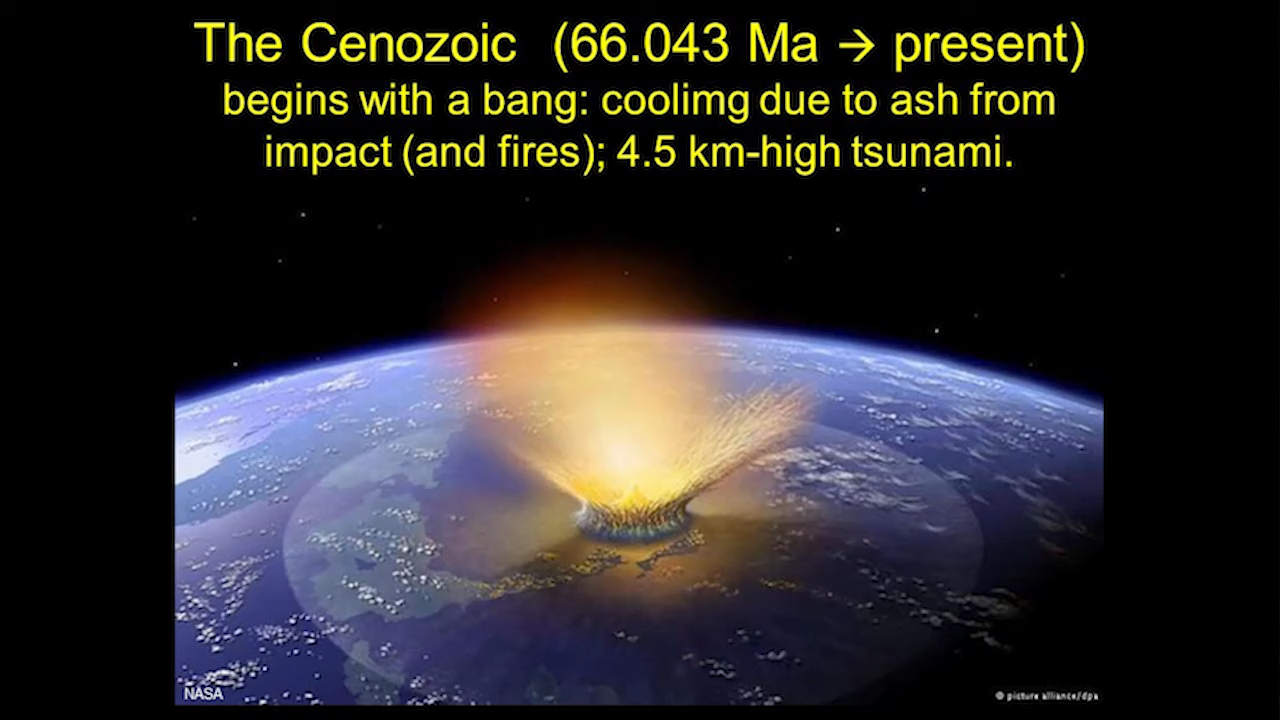 The Cenozoic (66.043 Ma → present)
begins with a bang: coolimg due to ash from
impact (and fires); 4.5 km-high tsunami.
NASA
© picture alliance/dpa